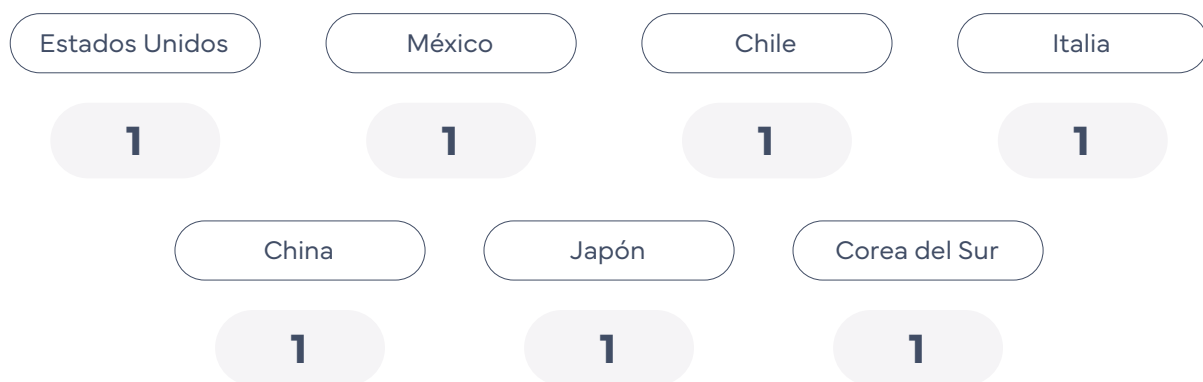 Estados Unidos México Chile Italia
1 1 1 1
China Japón Corea del Sur
1 1 1